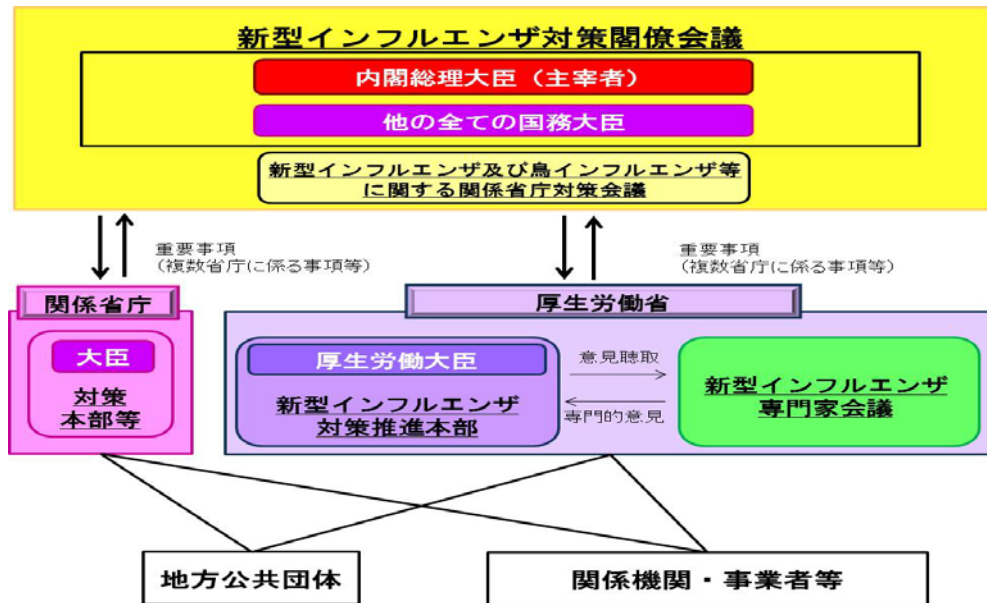 新型インフルエンザ対策閣僚会議
内閣総理大臣（主宰者）
他の全ての国務大臣
新型インフルエンザ及び鳥インフルエンザ等
に関する関係省庁対策会議
重要事項
（複数省庁に係る事項等）
重要事項
（複数省庁に係る事項等）
関係省庁
大臣
対策
本部等
厚生労働省
厚生労働大臣
新型インフルエンザ
対策推進本部
意見聴取
専門的意見
新型インフルエンザ
専門家会議
地方公共団体
関係機関・事業者等